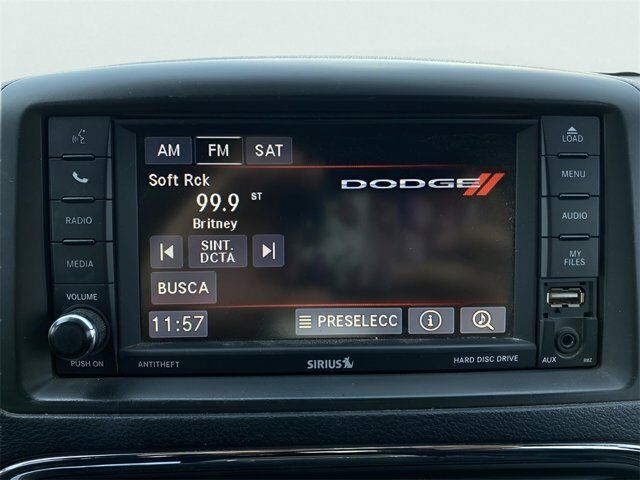 AM FM SAT
Soft Rck
99.9 ST
Britney
SINT.
DCTA
BUSCA
11:57
PRESELECC
DODGE
RADIO
MEDIA
VOLUME
PUSH ON
ANTITHEFT
SIRIUS
HARD DISC DRIVE
LOAD
MENU
AUDIO
MY
FILES
AUX
RBZ